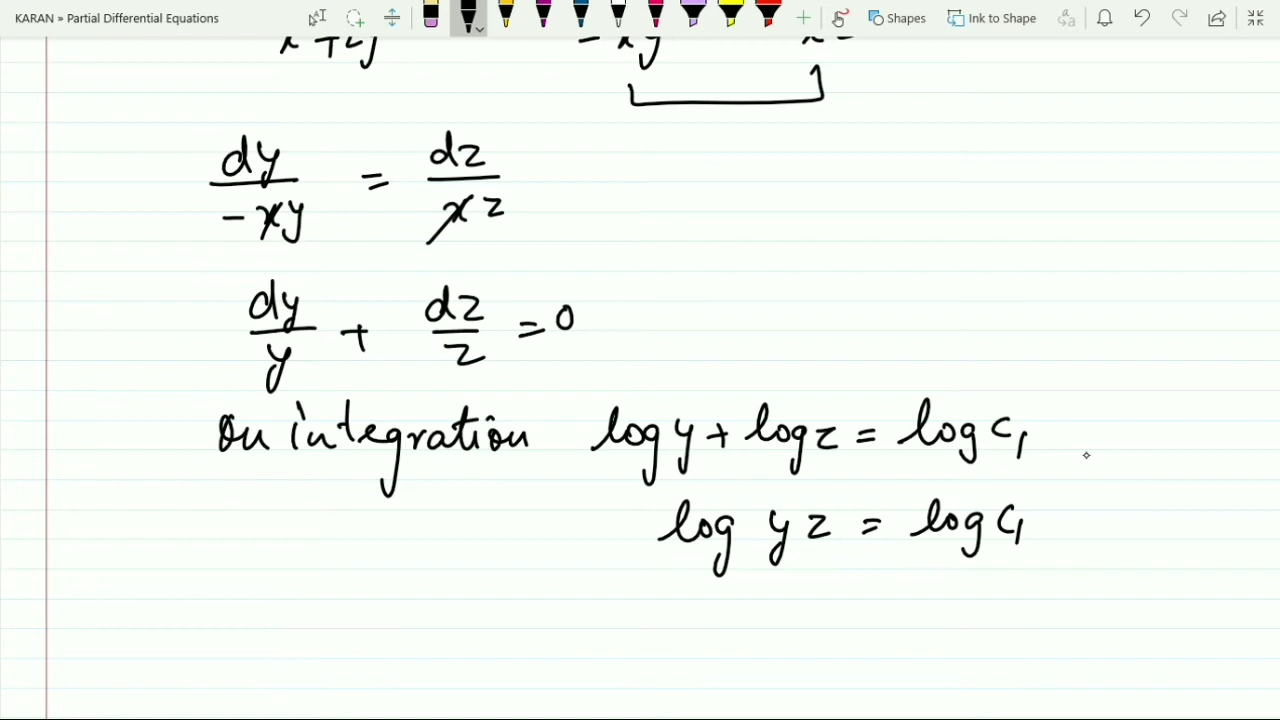 KARAN » Partial Differential Equations Shapes Ink to Shape
dy/-xy = dz/xz
dy/y + dz/z = 0
On integration log y + log z = log c₁
log yz = log c₁